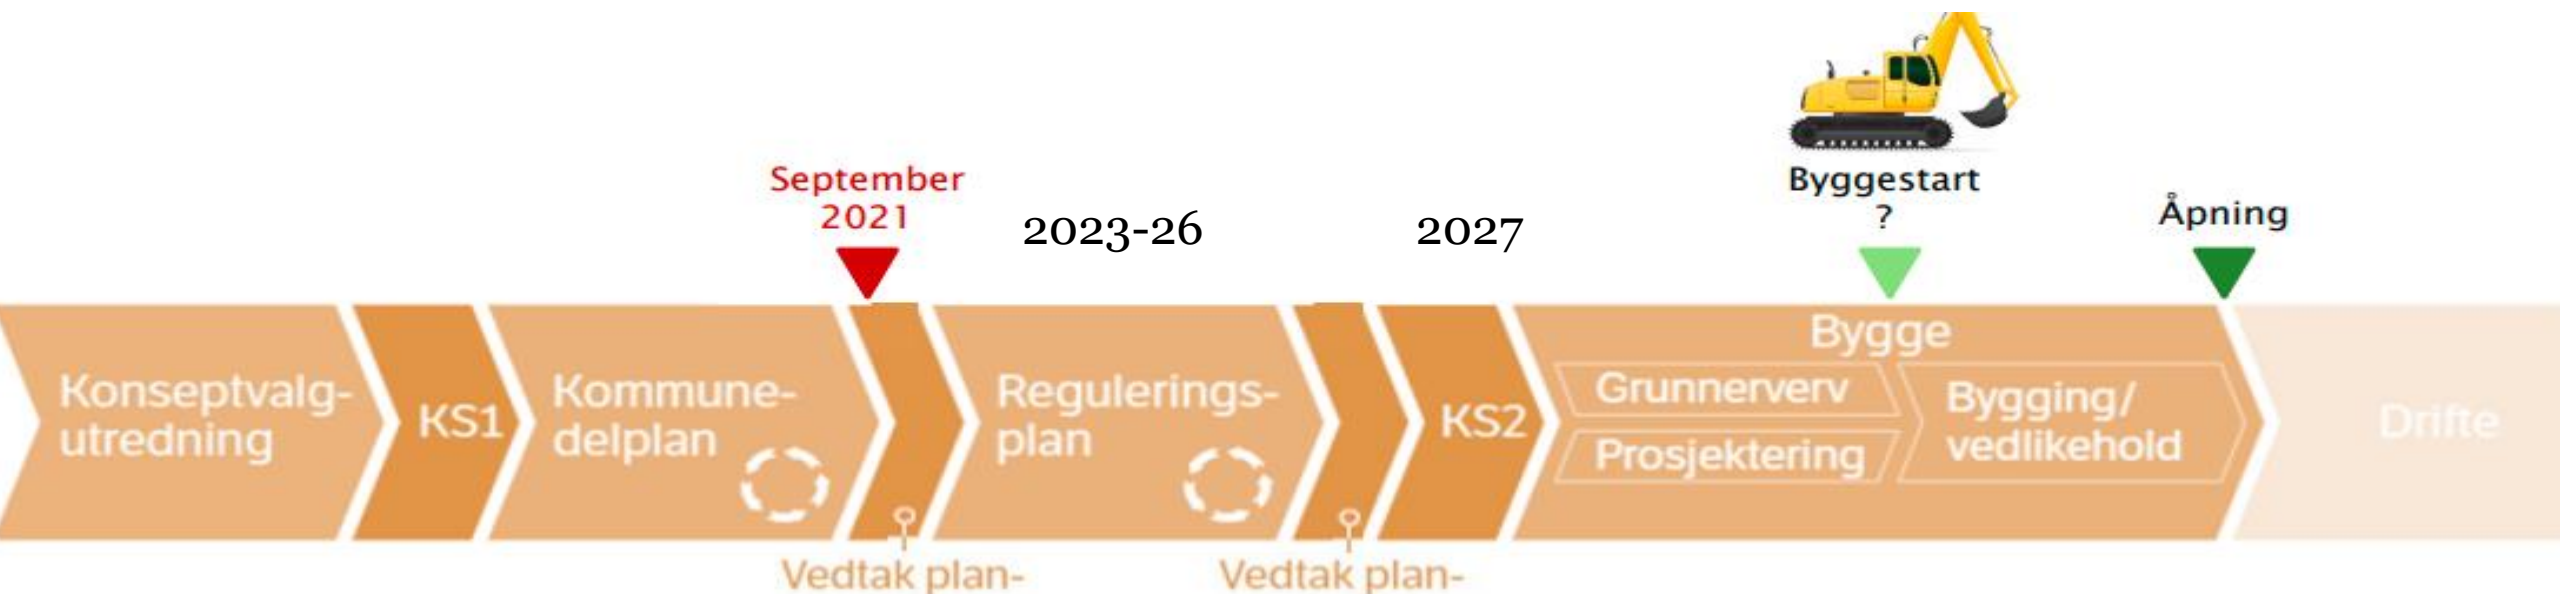 September
2021
2023-26
2027
Byggestart
?
Åpning
Konseptvalg-
utredning
KS1
Kommune-
delplan
Regulerings-
plan
KS2
Bygge
Grunnerverv
Prosjektering
Bygging/
vedlikehold
Drifte
Vedtak plan-
Vedtak plan-